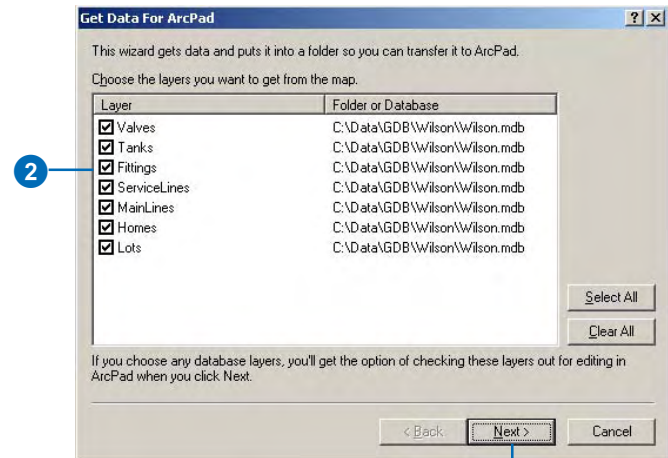 Get Data For ArcPad
This wizard gets data and puts it into a folder so you can transfer it to ArcPad.
Choose the layers you want to get from the map.
Layer Folder or Database
Valves C:\Data\GDB\Wilson\Wilson.mdb
Tanks C:\Data\GDB\Wilson\Wilson.mdb
2 Fittings C:\Data\GDB\Wilson\Wilson.mdb
ServiceLines C:\Data\GDB\Wilson\Wilson.mdb
MainLines C:\Data\GDB\Wilson\Wilson.mdb
Homes C:\Data\GDB\Wilson\Wilson.mdb
Lots C:\Data\GDB\Wilson\Wilson.mdb
Select All
Clear All
If you choose any database layers, you'll get the option of checking these layers out for editing in
ArcPad when you click Next.
< Back Next > Cancel